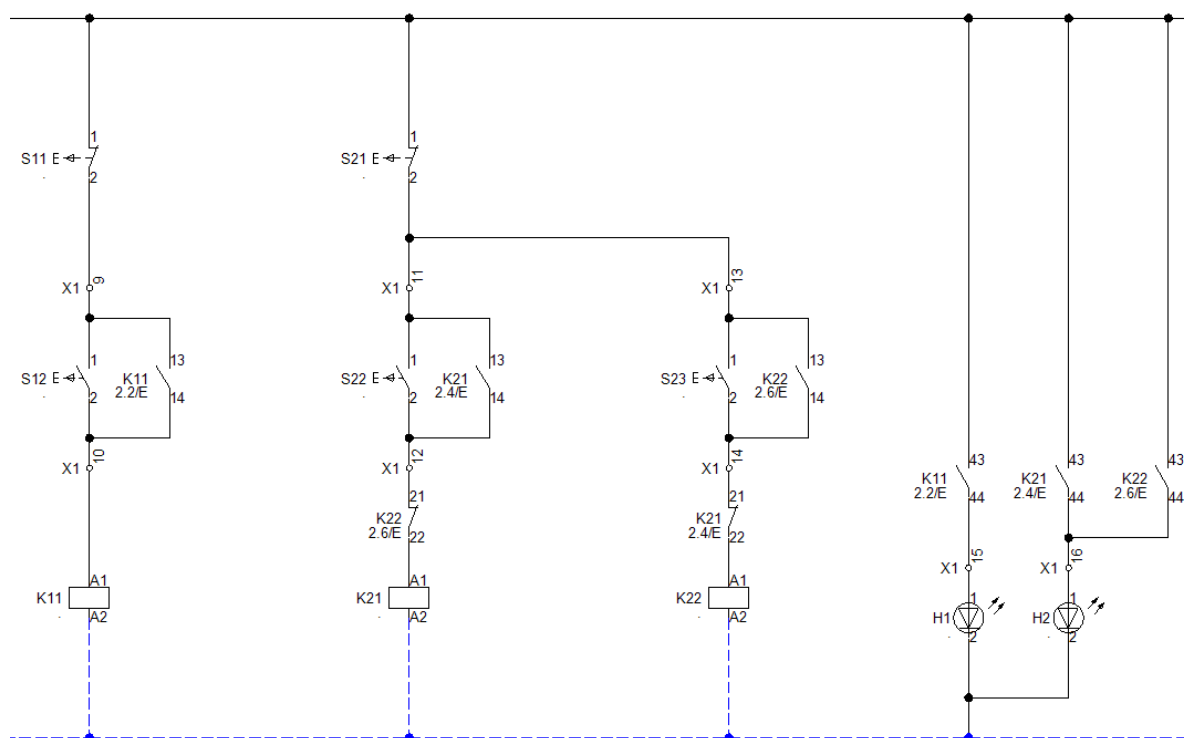 1
S11 E
2
1
S21 E
2
X1 9
X1 11
X1 13
1
S12 E
2
K11
2.2/E
13
14
1
S22 E
2
K21
2.4/E
13
14
1
S23 E
2
K22
2.6/E
13
14
X1 10
X1 12
X1 14
K11
2.2/E
43
44
K21
2.4/E
43
44
K22
2.6/E
43
44
21
K22
2.6/E
22
21
K21
2.4/E
22
X1 15
X1 16
A1
K11
A2
A1
K21
A2
A1
K22
A2
1
H1
2
1
H2
2